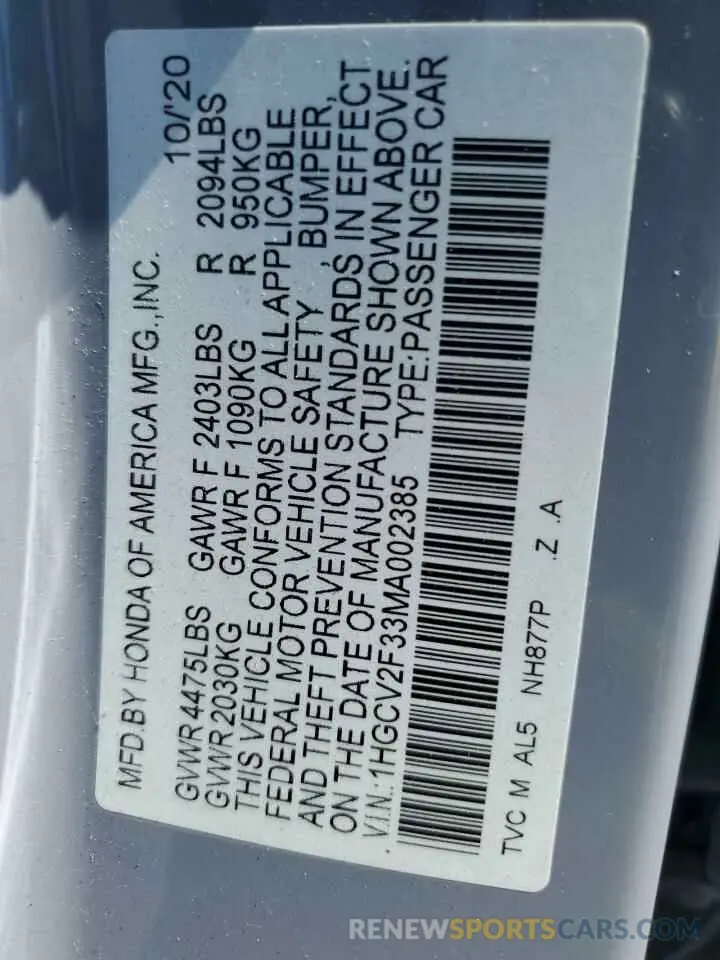 MFD.BY HONDA OF AMERICA MFG.,INC. 10/'20
GVWR 4475LBS GAWR F 2403LBS R 2094LBS
GVWR 2030KG GAWR F 1090KG R 950KG
THIS VEHICLE CONFORMS TO ALL APPLICABLE
FEDERAL MOTOR VEHICLE SAFETY , BUMPER,
AND THEFT PREVENTION STANDARDS IN EFFECT
ON THE DATE OF MANUFACTURE SHOWN ABOVE.
V.I.N.:1HGCV2F33MA002385 TYPE:PASSENGER CAR
TVC M AL5 NH877P .Z .A
RENEWSPORTSCARS.COM